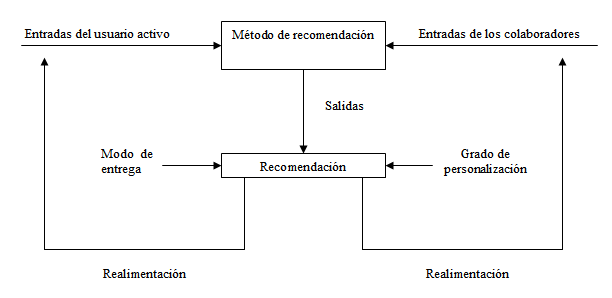 Entradas del usuario activo
Método de recomendación
Entradas de los colaboradores
Salidas
Modo de
entrega
Recomendación
Grado de
personalización
Realimentación
Realimentación